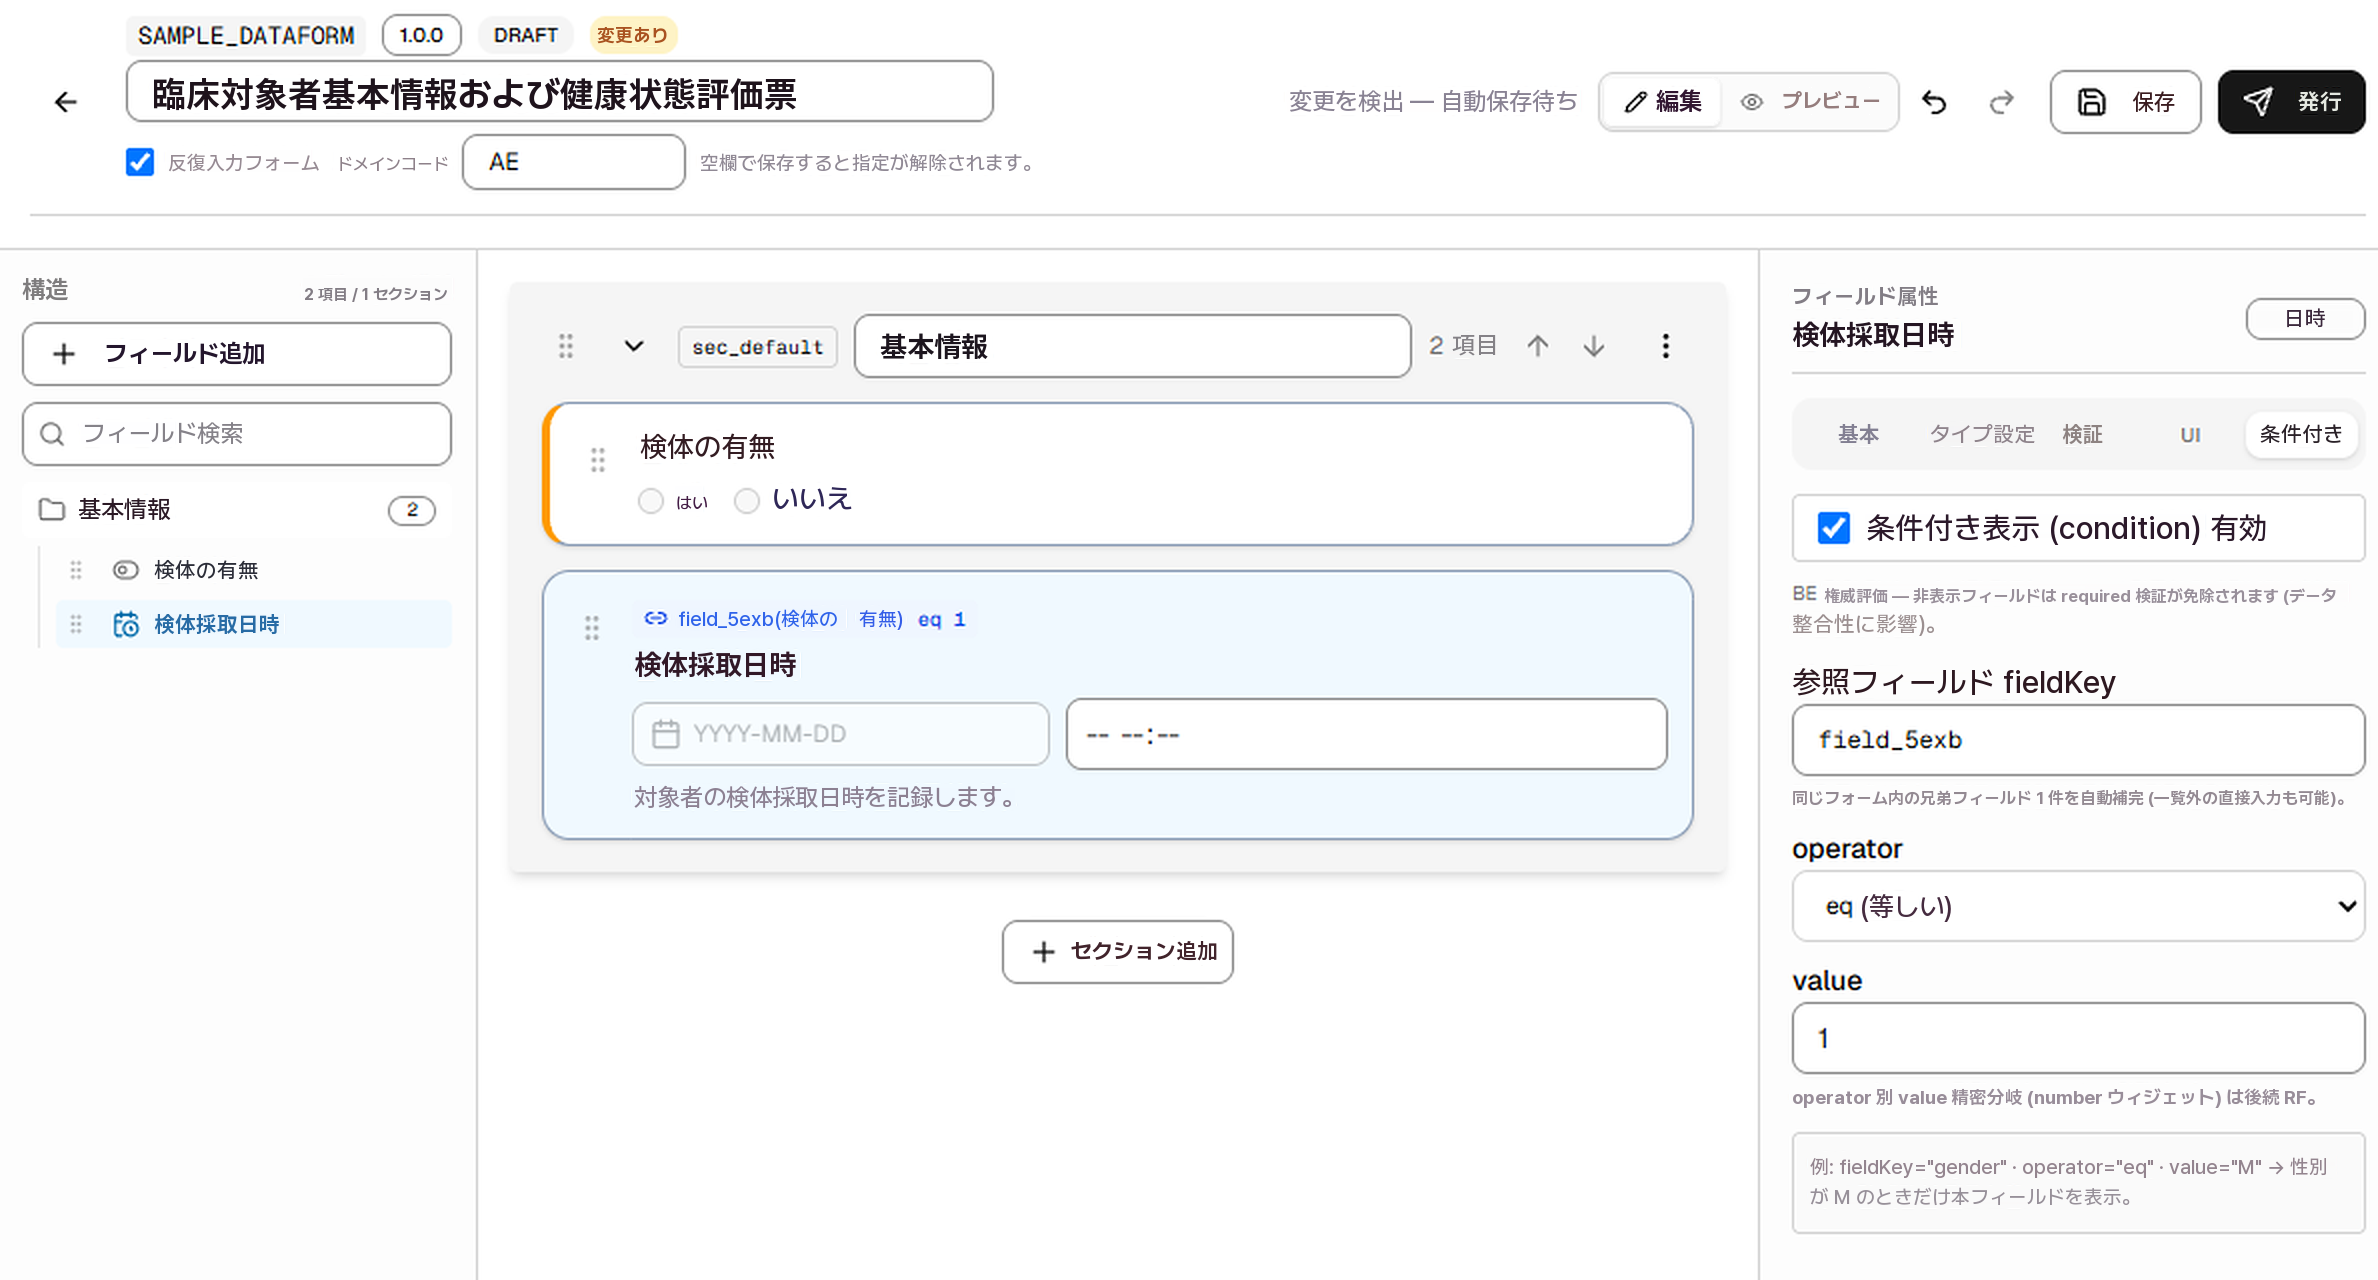 SAMPLE_DATAFORM 1.0.0 DRAFT 変更あり
臨床対象者基本情報および健康状態評価票
変更を検出 — 自動保存待ち 編集 プレビュー 保存 発行
反復入力フォーム ドメインコード AE 空欄で保存すると指定が解除されます。
構造 2 項目 / 1 セクション
フィールド追加
フィールド検索
基本情報 2
検体の有無
検体採取日時
sec_default 基本情報 2 項目
検体の有無
はい いいえ
field_5exb(検体の 有無) eq 1
検体採取日時
YYYY-MM-DD -- --:--
対象者の検体採取日時を記録します。
セクション追加
フィールド属性
検体採取日時 日時
基本 タイプ設定 検証 UI 条件付き
条件付き表示 (condition) 有効
BE 権威評価 — 非表示フィールドは required 検証が免除されます (データ
整合性に影響)。
参照フィールド fieldKey
field_5exb
同じフォーム内の兄弟フィールド 1 件を自動補完 (一覧外の直接入力も可能)。
operator
eq (等しい)
value
1
operator 別 value 精密分岐 (number ウィジェット) は後続 RF。
例: fieldKey="gender" · operator="eq" · value="M" → 性別
が M のときだけ本フィールドを表示。